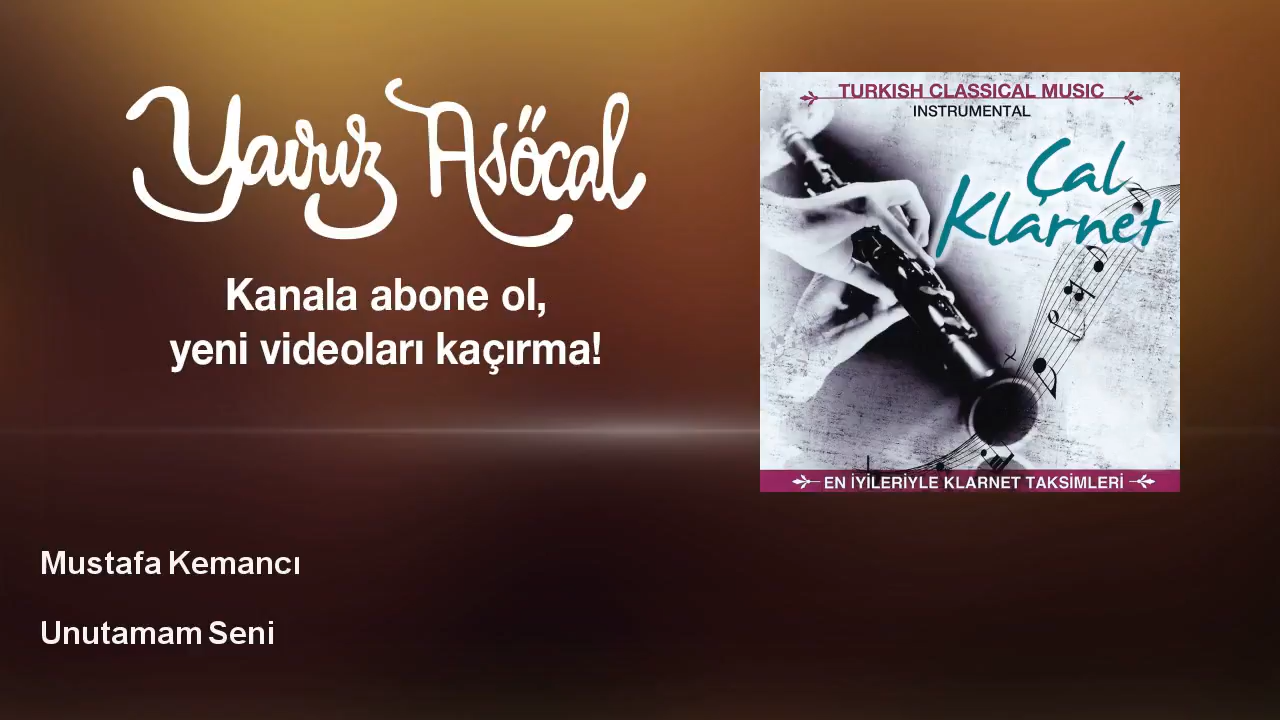 Yavuz Asöcal
Kanala abone ol,
yeni videoları kaçırma!
TURKISH CLASSICAL MUSIC
INSTRUMENTAL
Çal
Klarnet
EN İYİLERİYLE KLARNET TAKSİMLERİ
Mustafa Kemancı
Unutamam Seni